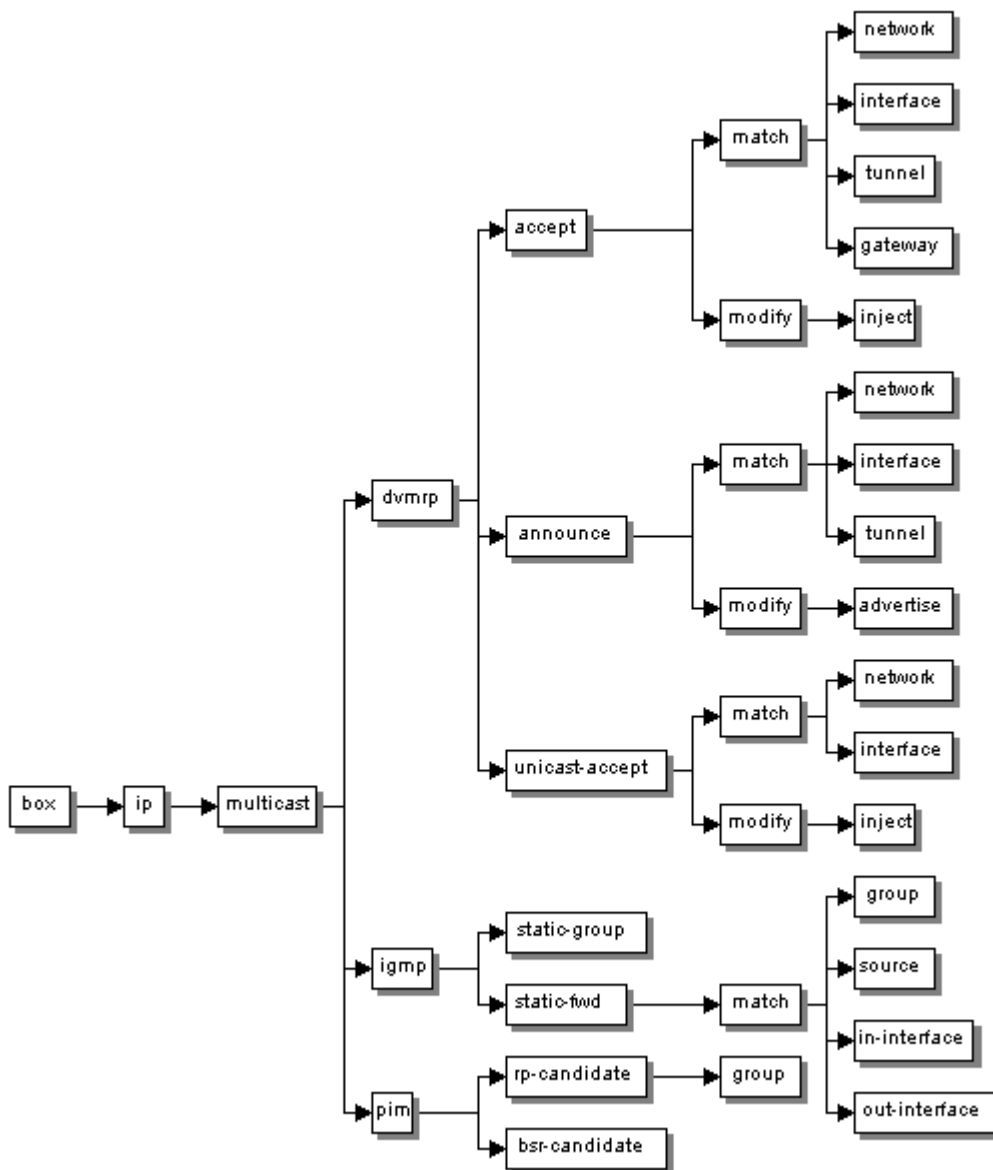 network
interface
match
tunnel
accept
gateway
modify
inject
network
match
interface
dvmrp
announce
tunnel
modify
advertise
network
match
unicast-accept
interface
box
ip
multicast
modify
inject
group
static-group
igmp
source
static-fwd
match
in-interface
rp-candidate
group
pim
out-interface
bsr-candidate